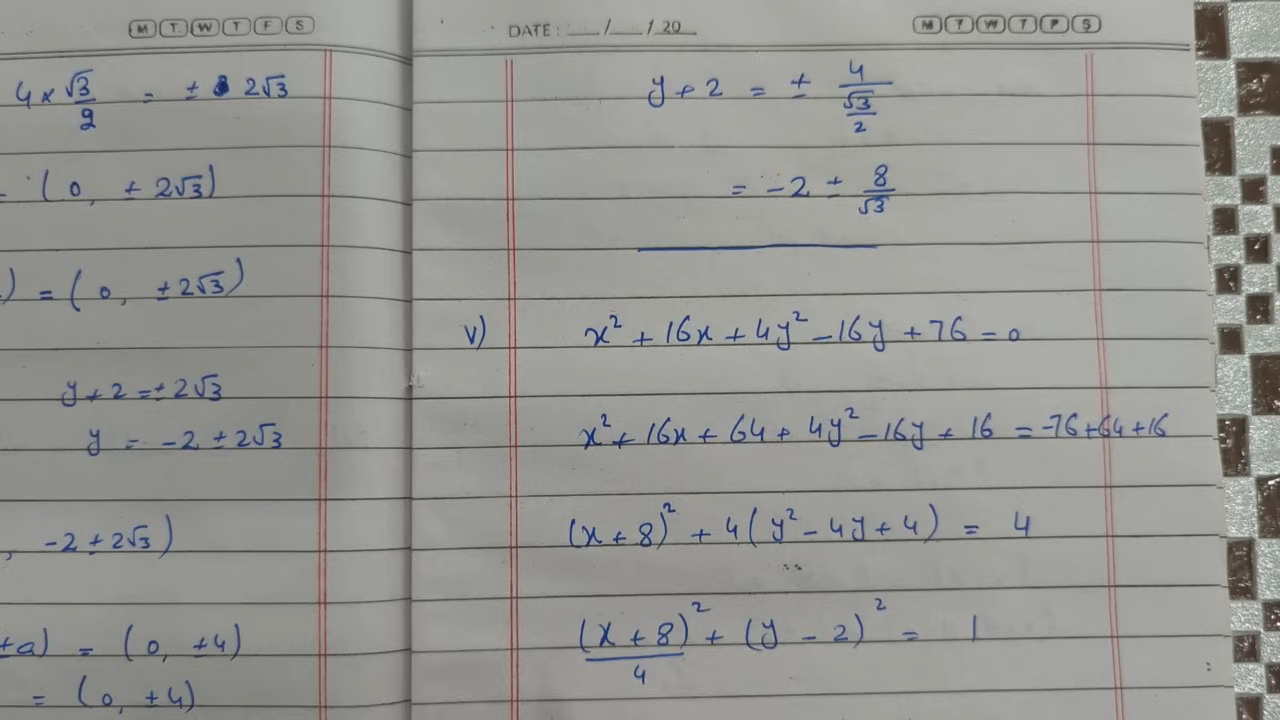 M T W T F S
4 × √3/2 = ± 2√3
= (0, ± 2√3)
) = (0, ± 2√3)
y + 2 = ± 2√3
y = -2 ± 2√3
, -2 ± 2√3)
±a) = (0, ±4)
= (0, ±4)
DATE: __/__/20__
M T W T F S
y + 2 = ± 4/(√3/2)
= -2 ± 8/√3
v) x² + 16x + 4y² - 16y + 76 = 0
x² + 16x + 64 + 4y² - 16y + 16 = -76 + 64 + 16
(x + 8)² + 4(y² - 4y + 4) = 4
(x + 8)²/4 + (y - 2)² = 1